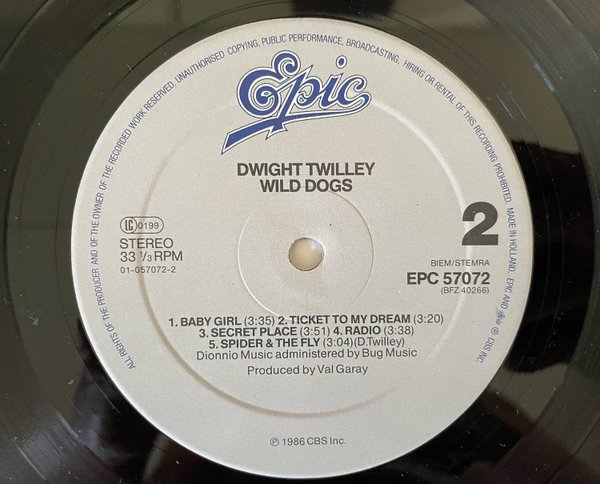 ALL RIGHTS OF THE PRODUCER AND OF THE OWNER OF THE RECORDED WORK RESERVED. UNAUTHORISED COPYING, PUBLIC PERFORMANCE, BROADCASTING, HIRING OR RENTAL OF THIS RECORDING PROHIBITED. MADE IN HOLLAND. EPIC AND ARE ® CBS INC
Epic
DWIGHT TWILLEY
WILD DOGS
LC 0199
STEREO
33 1/3 RPM
01-057072-2
2
BIEM/STEMRA
EPC 57072
(BFZ 40266)
1. BABY GIRL (3:35) 2. TICKET TO MY DREAM (3:20)
3. SECRET PLACE (3:51) 4. RADIO (3:38)
5. SPIDER & THE FLY (3:04) (D.Twilley)
Dionnio Music administered by Bug Music
Produced by Val Garay
℗ 1986 CBS Inc.